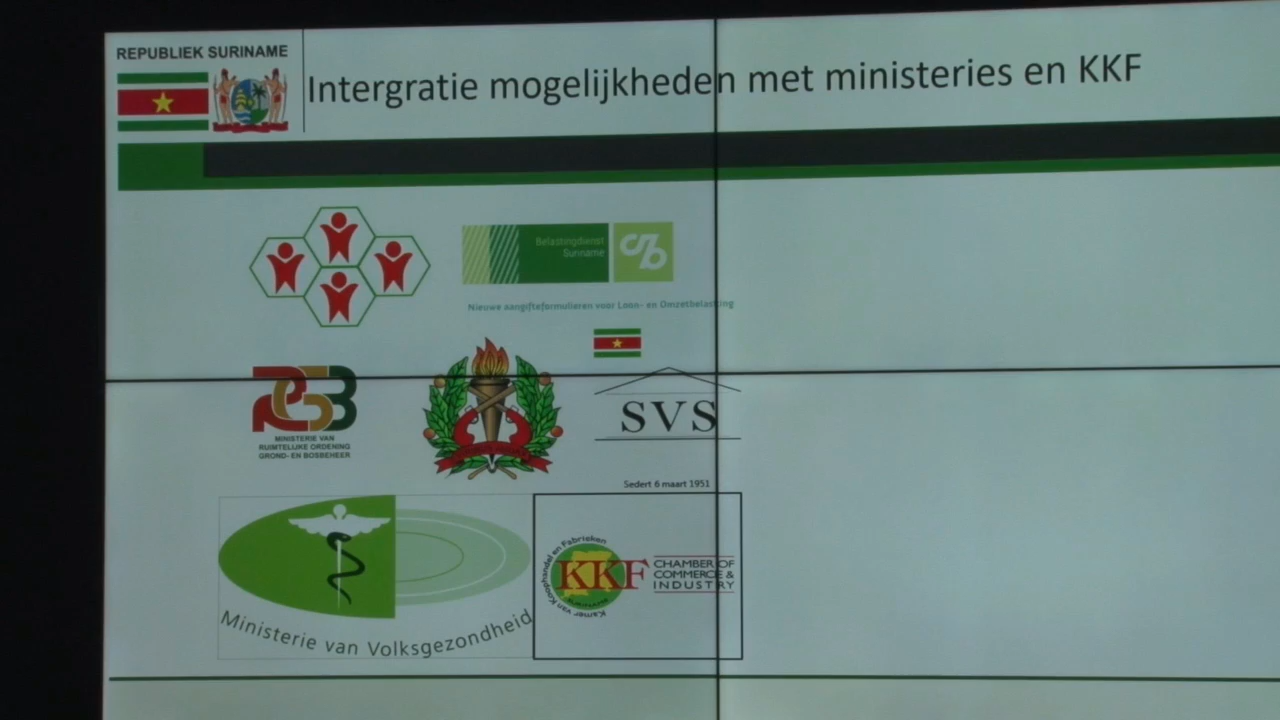 REPUBLIEK SURINAME
Intergratie mogelijkheden met ministeries en KKF
Belastingdienst
Suriname
Nieuwe aangifteformulieren voor Loon- en Omzetbelasting
RGB
MINISTERIE VAN
RUIMTELIJKE ORDENING
GROND- EN BOSBEHEER
SVS
Sedert 6 maart 1951
Ministerie van Volksgezondheid
Kamer van Koophandel en Fabrieken
KKF
CHAMBER OF
COMMERCE &
INDUSTRY